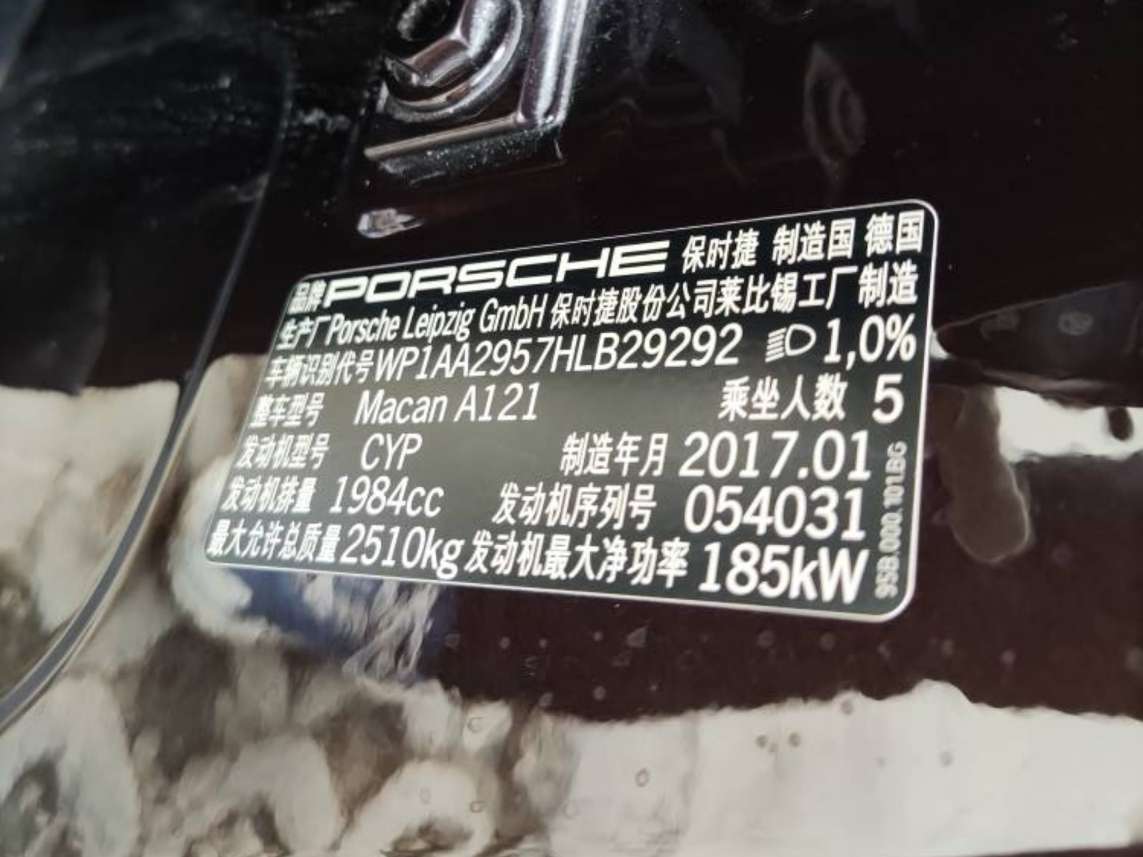 品牌 PORSCHE 保时捷 制造国 德国
生产厂 Porsche Leipzig GmbH 保时捷股份公司莱比锡工厂制造
车辆识别代号 WP1AA2957HLB29292 1,0%
整车型号 Macan A121 乘坐人数 5
发动机型号 CYP 制造年月 2017.01
发动机排量 1984cc 发动机序列号 054031
最大允许总质量 2510kg 发动机最大净功率 185kW
95B.000.101.BG